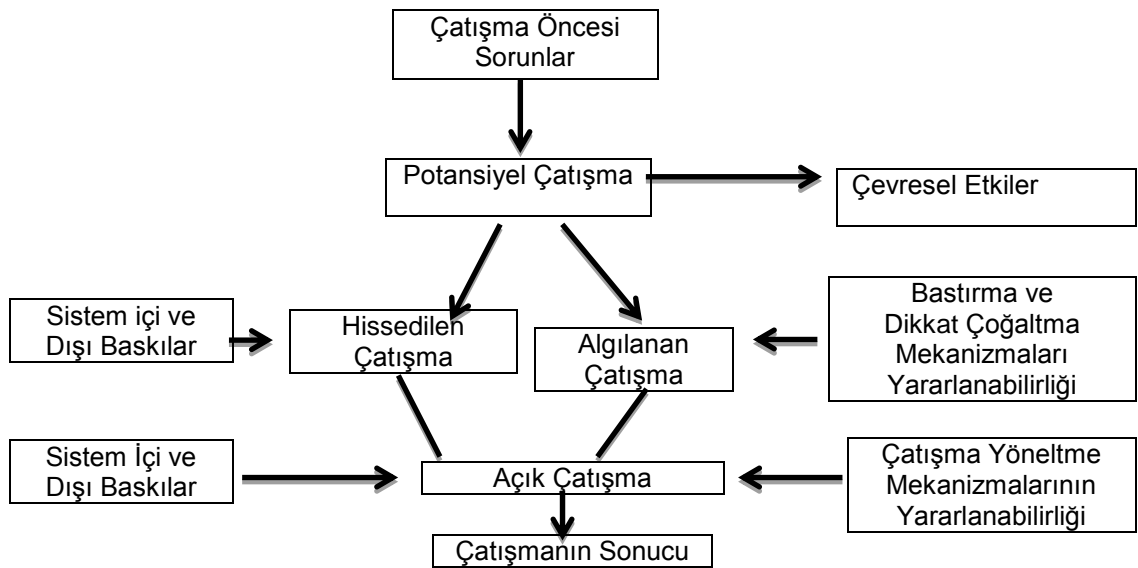 Çatışma Öncesi
Sorunlar
Potansiyel Çatışma
Çevresel Etkiler
Sistem içi ve
Dışı Baskılar
Hissedilen
Çatışma
Algılanan
Çatışma
Bastırma ve
Dikkat Çoğaltma
Mekanizmaları
Yararlanabilirliği
Sistem İçi ve
Dışı Baskılar
Açık Çatışma
Çatışma Yöneltme
Mekanizmalarının
Yararlanabilirliği
Çatışmanın Sonucu